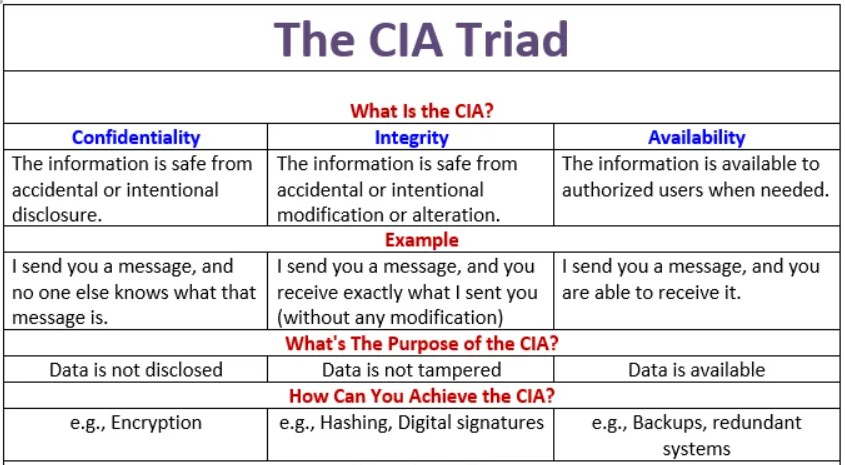 The CIA Triad
What Is the CIA?
Confidentiality
Integrity
Availability
The information is safe from
accidental or intentional
disclosure.
The information is safe from
accidental or intentional
modification or alteration.
The information is available to
authorized users when needed.
Example
I send you a message, and
no one else knows what that
message is.
I send you a message, and you
receive exactly what I sent you
(without any modification)
I send you a message, and you
are able to receive it.
What's The Purpose of the CIA?
Data is not disclosed
Data is not tampered
Data is available
How Can You Achieve the CIA?
e.g., Encryption
e.g., Hashing, Digital signatures
e.g., Backups, redundant
systems